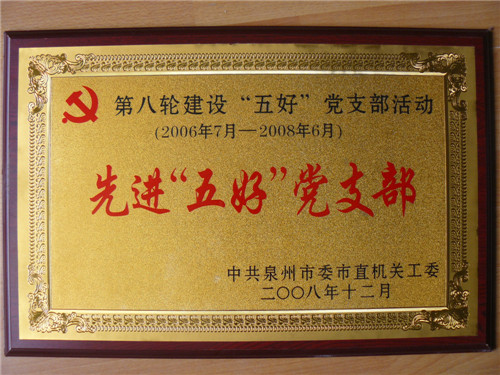 第八轮建设“五好”党支部活动
(2006年7月—2008年6月)
先进“五好”党支部
中共泉州市委市直机关工委
二〇〇八年十二月